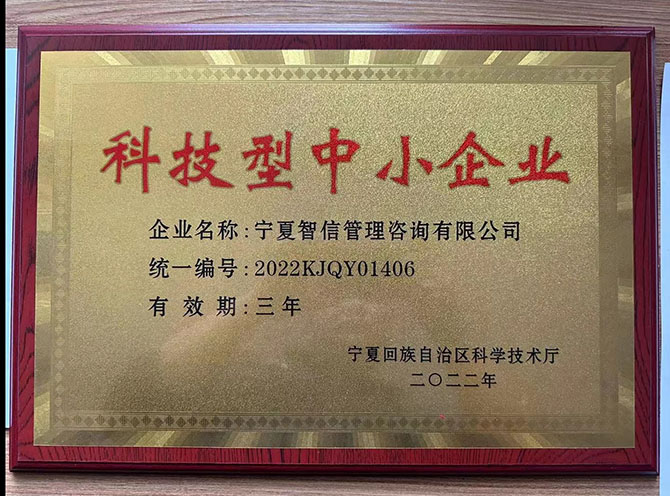 科技型中小企业
企业名称:宁夏智信管理咨询有限公司
统一编号:2022KJQY01406
有效期:三年
宁夏回族自治区科学技术厅
二〇二二年